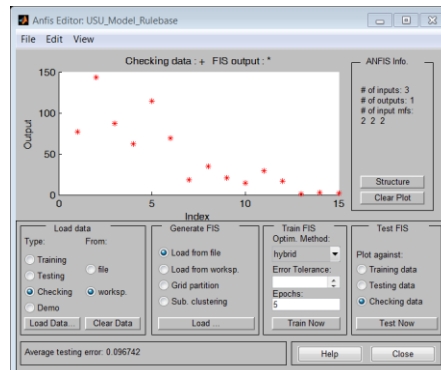 Anfis Editor: USU_Model_Rulebase
File Edit View
Checking data : + FIS output : *
150
100
50
0
Output
0 5 10 15
Index
ANFIS Info.
# of inputs: 3
# of outputs: 1
# of input mfs:
2 2 2
Structure
Clear Plot
Load data
Type: From:
Training
Testing
Checking
Demo
file
worksp.
Load Data...
Clear Data
Generate FIS
Load from file
Load from worksp.
Grid partition
Sub. clustering
Load ...
Train FIS
Optim. Method:
hybrid
Error Tolerance:
Epochs:
5
Train Now
Test FIS
Plot against:
Training data
Testing data
Checking data
Test Now
Average testing error: 0.096742
Help
Close